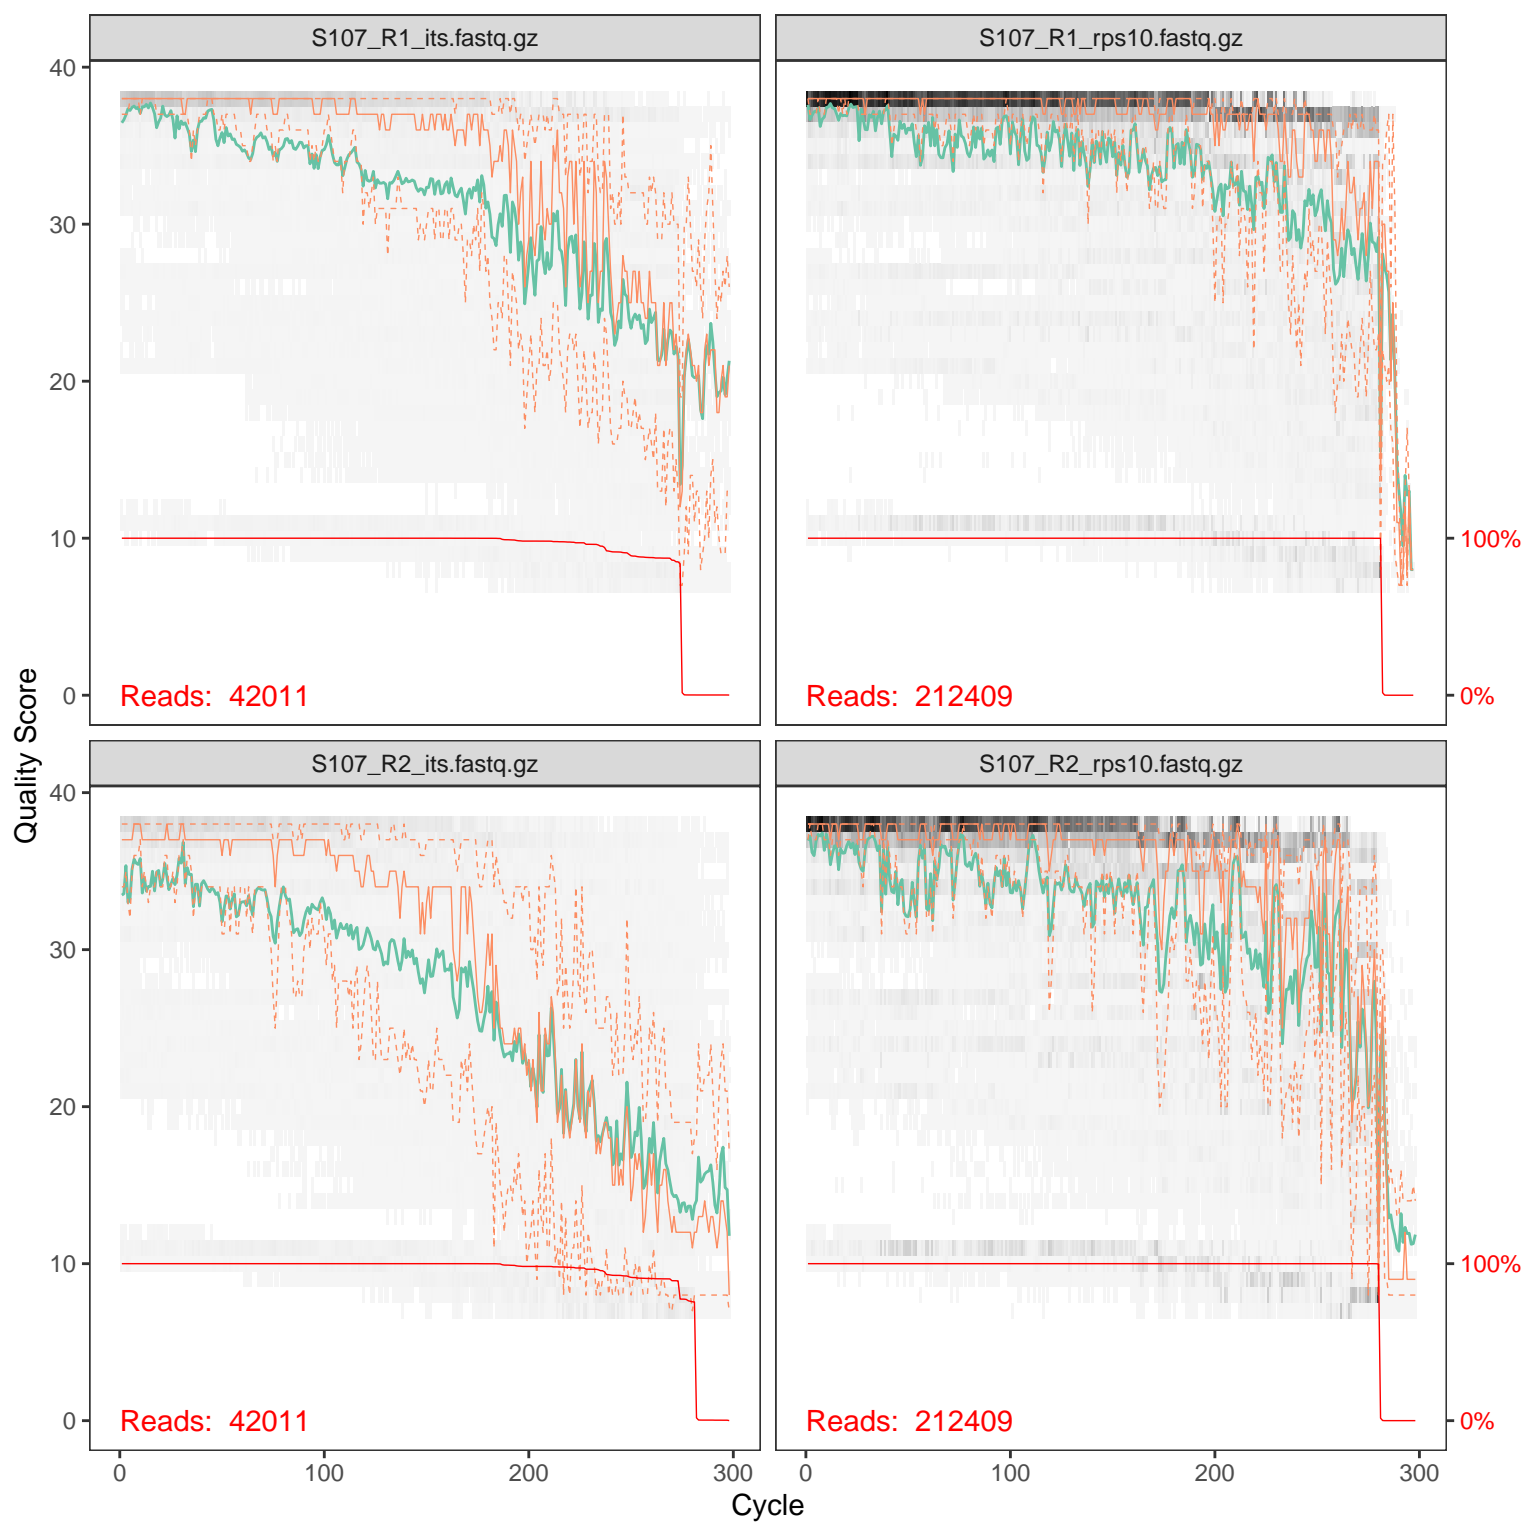 S107_R1_its.fastq.gz
S107_R1_rps10.fastq.gz
40
30
20
10
0
Reads: 42011
Reads: 212409
100%
0%
Quality Score
S107_R2_its.fastq.gz
S107_R2_rps10.fastq.gz
40
30
20
10
0
Reads: 42011
Reads: 212409
100%
0%
0 100 200 300
0 100 200 300
Cycle